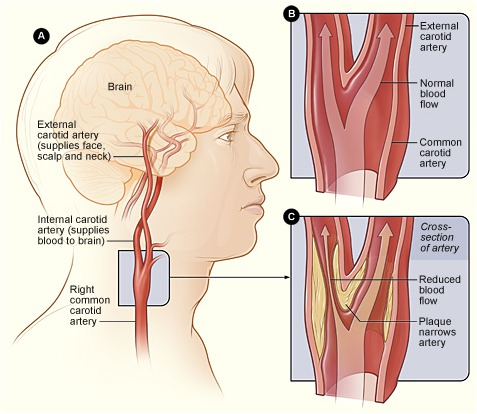 A
Brain
External
carotid artery
(supplies face,
scalp and neck)
Internal carotid
artery (supplies
blood to brain)
Right
common
carotid
artery
B
External
carotid
artery
Normal
blood
flow
Common
carotid
artery
C
Cross-
section
of artery
Reduced
blood
flow
Plaque
narrows
artery